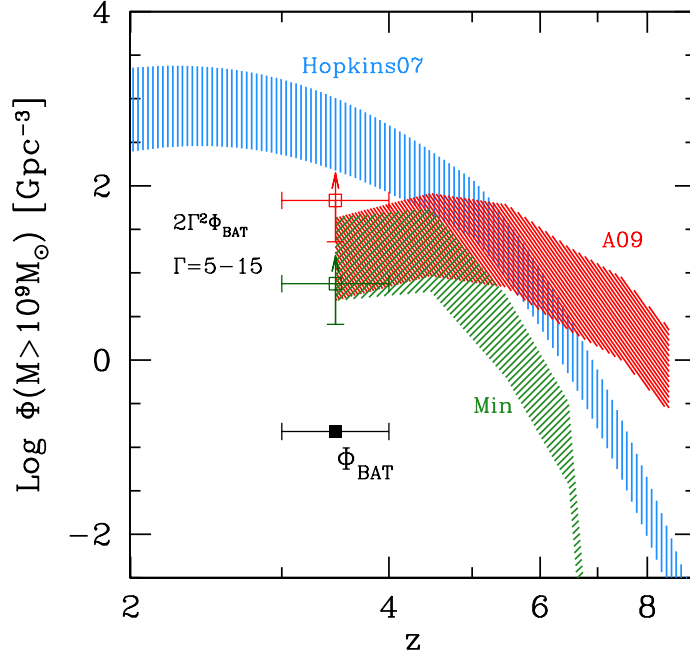 4
2
0
−2
Log Φ(M>10⁹M⊙) [Gpc⁻³]
Hopkins07
2Γ²Φ_BAT
Γ=5−15
A09
Min
Φ_BAT
2 4 6 8
z